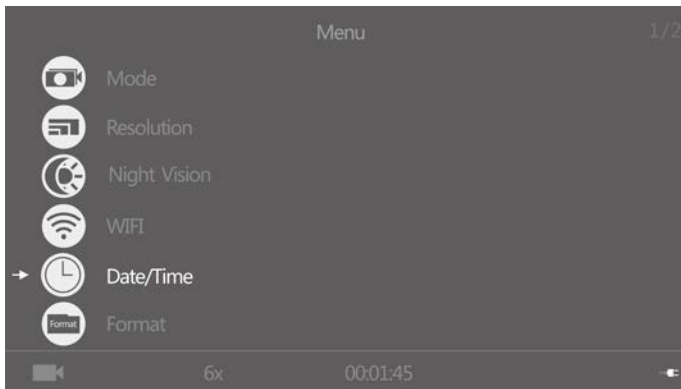 Menu 1/2
Mode
Resolution
Night Vision
WIFI
Date/Time
Format Format
6x 00:01:45